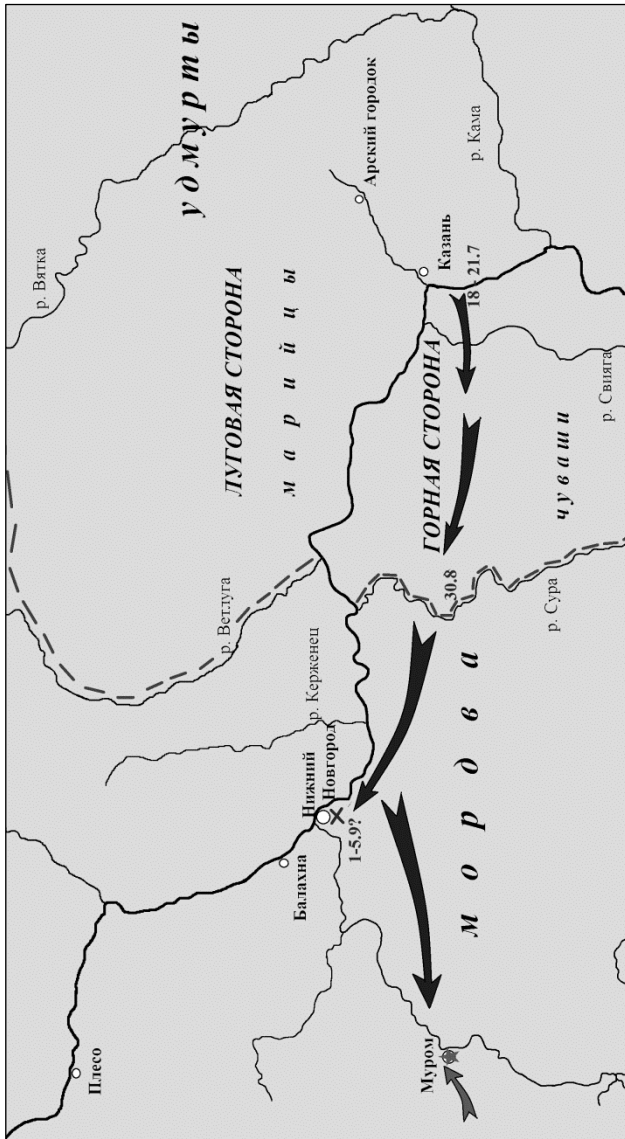 р. Вятка
удмурты
ЛУГОВАЯ СТОРОНА
марийцы
Арский городок
р. Кама
Казань
18 - 21.7
р. Ветлуга
ГОРНАЯ СТОРОНА
р. Свияга
чуваши
30.8
р. Сура
р. Керженец
Нижний
Новгород
1-5.9?
мордва
Балахна
Плесо
Муром